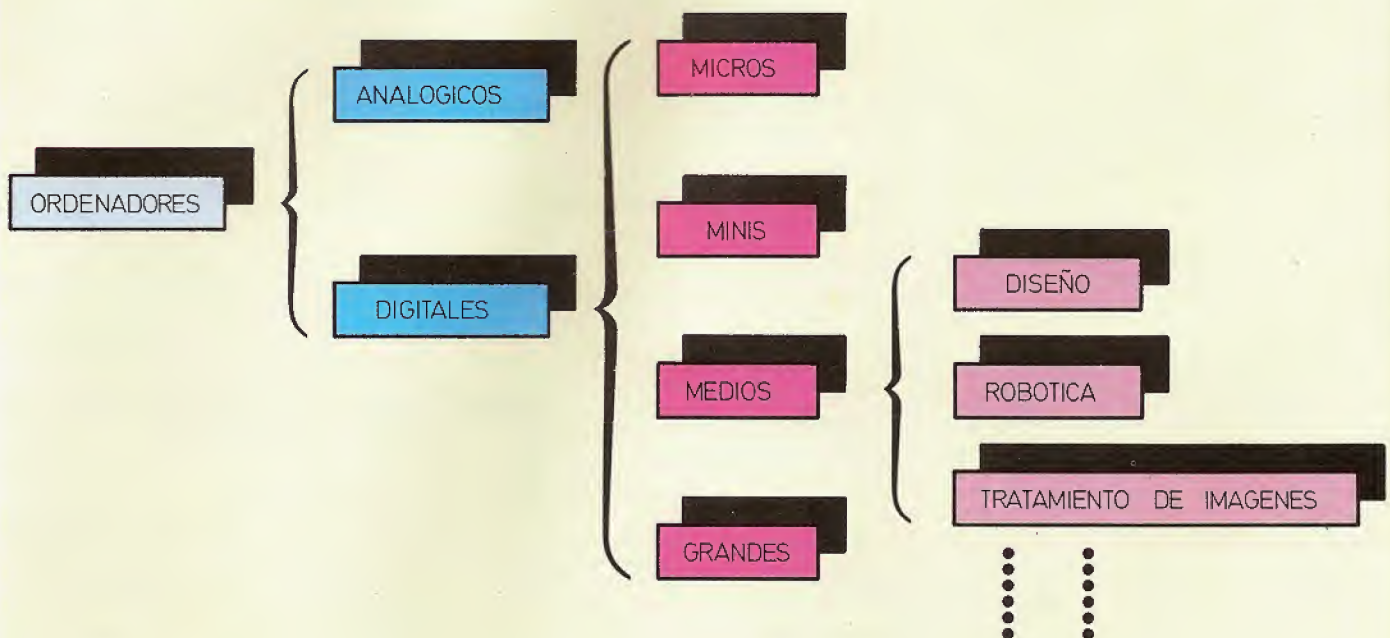 ORDENADORES
ANALOGICOS
DIGITALES
MICROS
MINIS
MEDIOS
GRANDES
DISEÑO
ROBOTICA
TRATAMIENTO DE IMAGENES